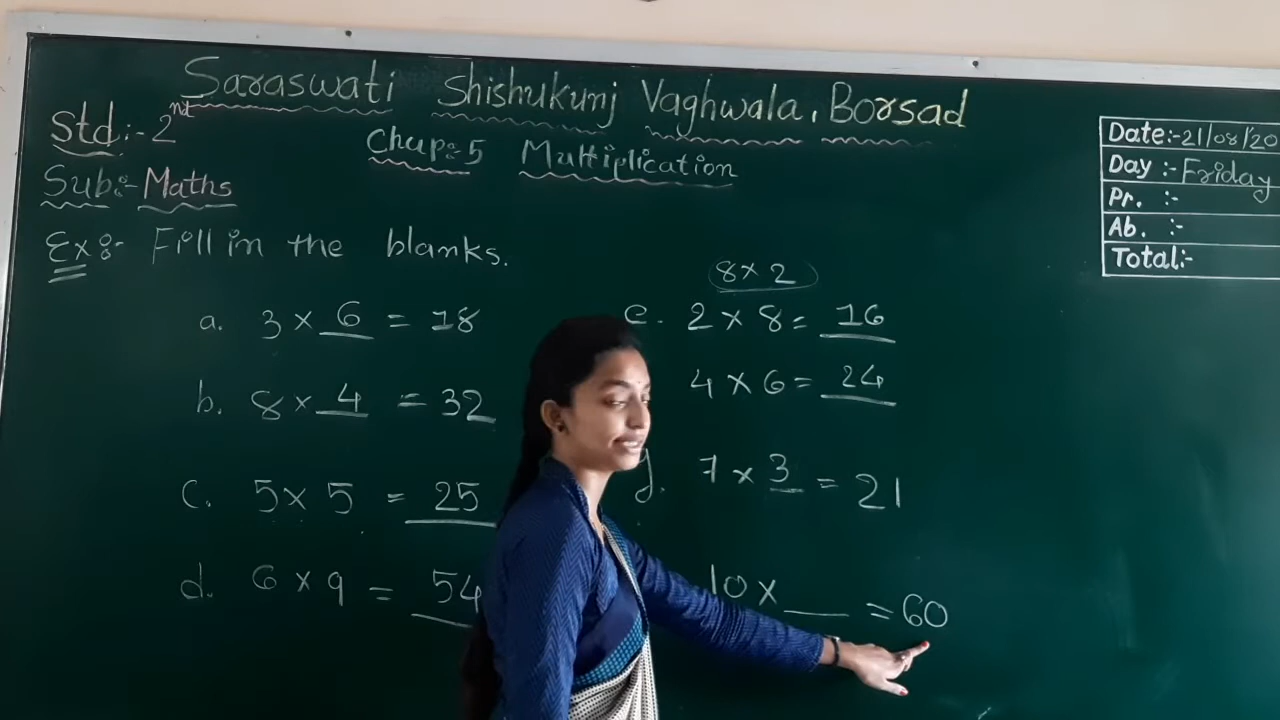 Saraswati Shishukunj Vaghwala, Borsad
Std:- 2nd
Chap:5 Multiplication
Sub:- Maths
Date:-21/08/20
Day :- Friday
Pr. :-
Ab. :-
Total:-
Ex:- Fill in the blanks.
a. 3 × 6 = 18
b. 8 × 4 = 32
c. 5 × 5 = 25
d. 6 × 9 = 54
8 × 2
e. 2 × 8 = 16
4 × 6 = 24
g. 7 × 3 = 21
10 × ___ = 60